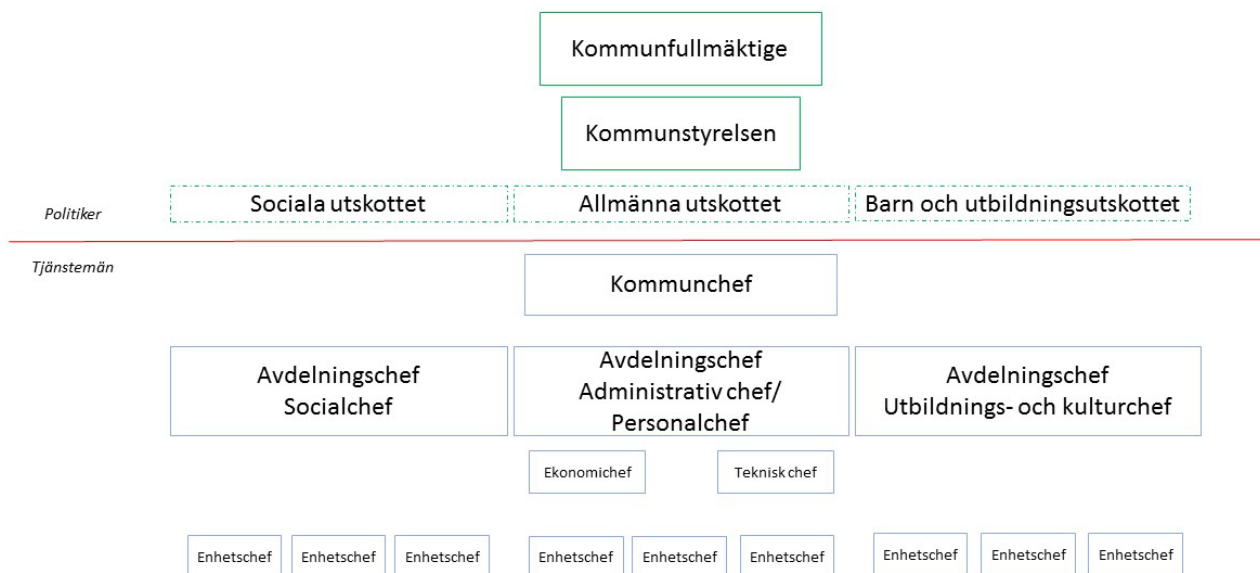 Kommunfullmäktige
Kommunstyrelsen
Politiker
Sociala utskottet
Allmänna utskottet
Barn och utbildningsutskottet
Tjänstemän
Kommunchef
Avdelningschef
Socialchef
Avdelningschef
Administrativ chef/
Personalchef
Avdelningschef
Utbildnings- och kulturchef
Ekonomichef
Teknisk chef
Enhetschef
Enhetschef
Enhetschef
Enhetschef
Enhetschef
Enhetschef
Enhetschef
Enhetschef
Enhetschef